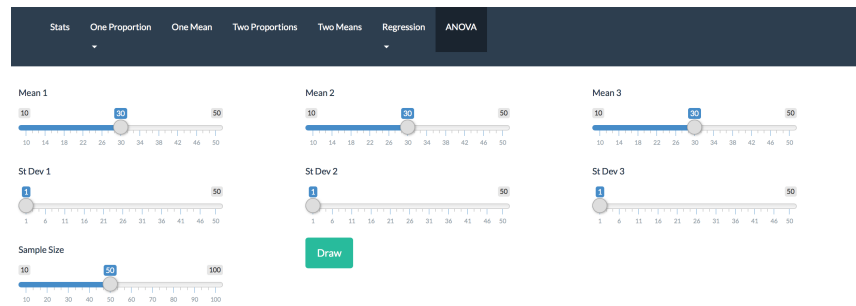 Stats One Proportion One Mean Two Proportions Two Means Regression ANOVA
Mean 1 Mean 2 Mean 3
10 30 50 10 30 50 10 30 50
10 14 18 22 26 30 34 38 42 46 50 10 14 18 22 26 30 34 38 42 46 50 10 14 18 22 26 30 34 38 42 46 50
St Dev 1 St Dev 2 St Dev 3
1 50 1 50 1 50
1 6 11 16 21 26 31 36 41 46 50 1 6 11 16 21 26 31 36 41 46 50 1 6 11 16 21 26 31 36 41 46 50
Sample Size Draw
10 50 100
10 20 30 40 50 60 70 80 90 100